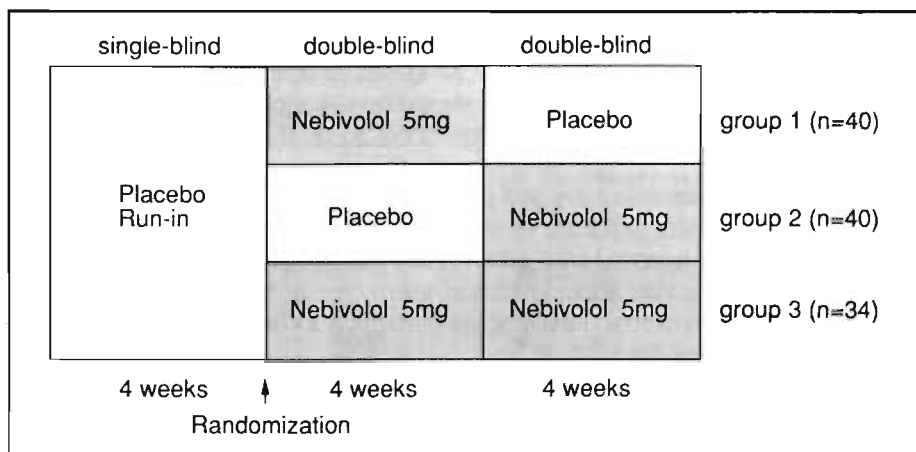 single-blind double-blind double-blind
Nebivolol 5mg Placebo group 1 (n=40)
Placebo
Run-in
Placebo Nebivolol 5mg group 2 (n=40)
Nebivolol 5mg Nebivolol 5mg group 3 (n=34)
4 weeks 4 weeks 4 weeks
Randomization